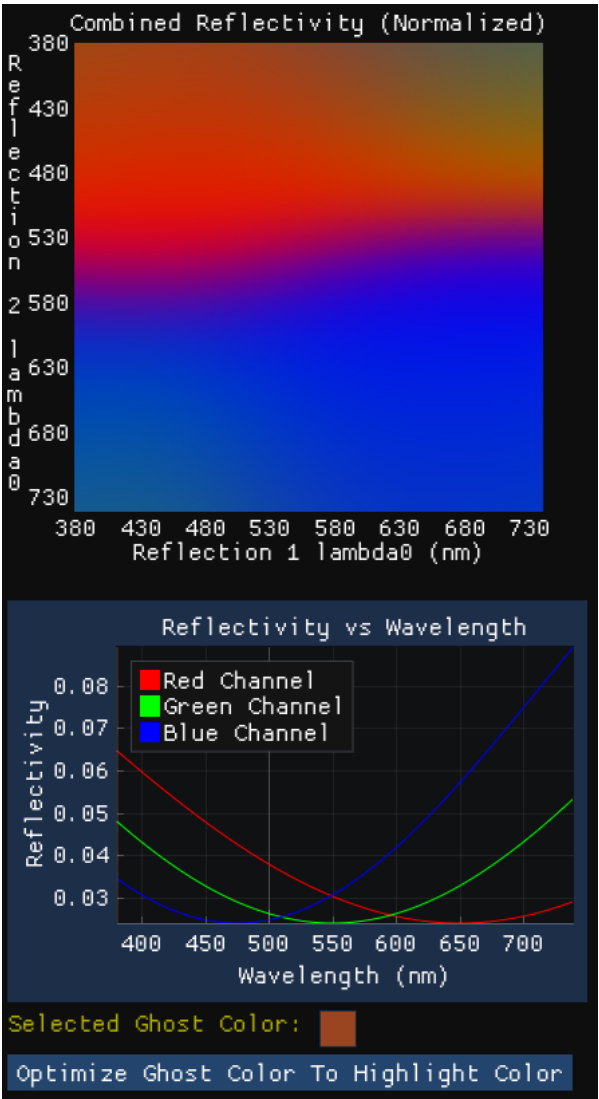 Combined Reflectivity (Normalized)
Reflection 2 lambda0
380
430
480
530
580
630
680
730
380 430 480 530 580 630 680 730
Reflection 1 lambda0 (nm)
Reflectivity vs Wavelength
Reflectivity
Red Channel
Green Channel
Blue Channel
0.08
0.07
0.06
0.05
0.04
0.03
400 450 500 550 600 650 700
Wavelength (nm)
Selected Ghost Color:
Optimize Ghost Color To Highlight Color